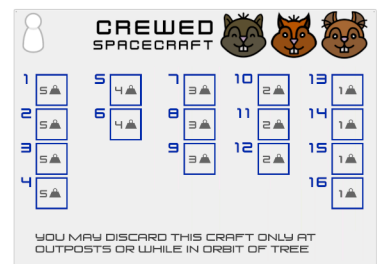 CREWED
SPACECRAFT
1 5 5 4 7 3 10 2 13 1
2 5 6 4 8 3 11 2 14 1
3 5 9 3 12 2 15 1
4 5 16 1
YOU MAY DISCARD THIS CRAFT ONLY AT
OUTPOSTS OR WHILE IN ORBIT OF TREE